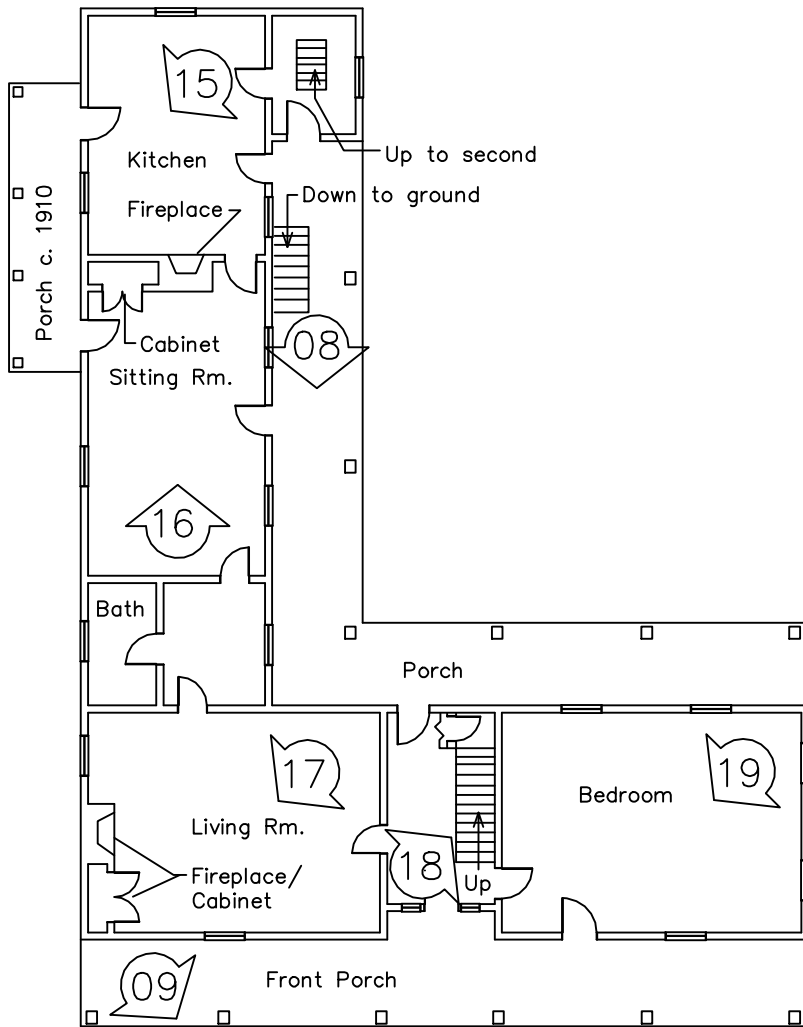 15
Kitchen
Up to second
Down to ground
Fireplace
Porch c. 1910
08
Cabinet
Sitting Rm.
16
Bath
Porch
17
19
Bedroom
Living Rm.
18
Up
Fireplace/
Cabinet
09
Front Porch